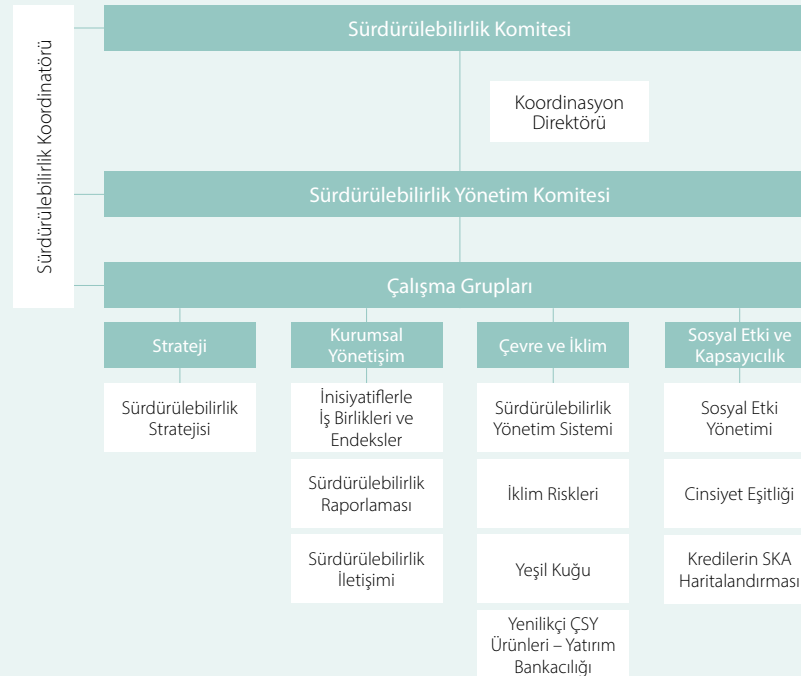 Sürdürülebilirlik Koordinatörü
Sürdürülebilirlik Komitesi
Koordinasyon
Direktörü
Sürdürülebilirlik Yönetim Komitesi
Çalışma Grupları
Strateji
Sürdürülebilirlik
Stratejisi
Kurumsal
Yönetişim
İnisiyatiflerle
İş Birlikleri ve
Endeksler
Sürdürülebilirlik
Raporlaması
Sürdürülebilirlik
İletişimi
Çevre ve İklim
Sürdürülebilirlik
Yönetim Sistemi
İklim Riskleri
Yeşil Kuğu
Yenilikçi ÇSY
Ürünleri – Yatırım
Bankacılığı
Sosyal Etki ve
Kapsayıcılık
Sosyal Etki
Yönetimi
Cinsiyet Eşitliği
Kredilerin SKA
Haritalandırması